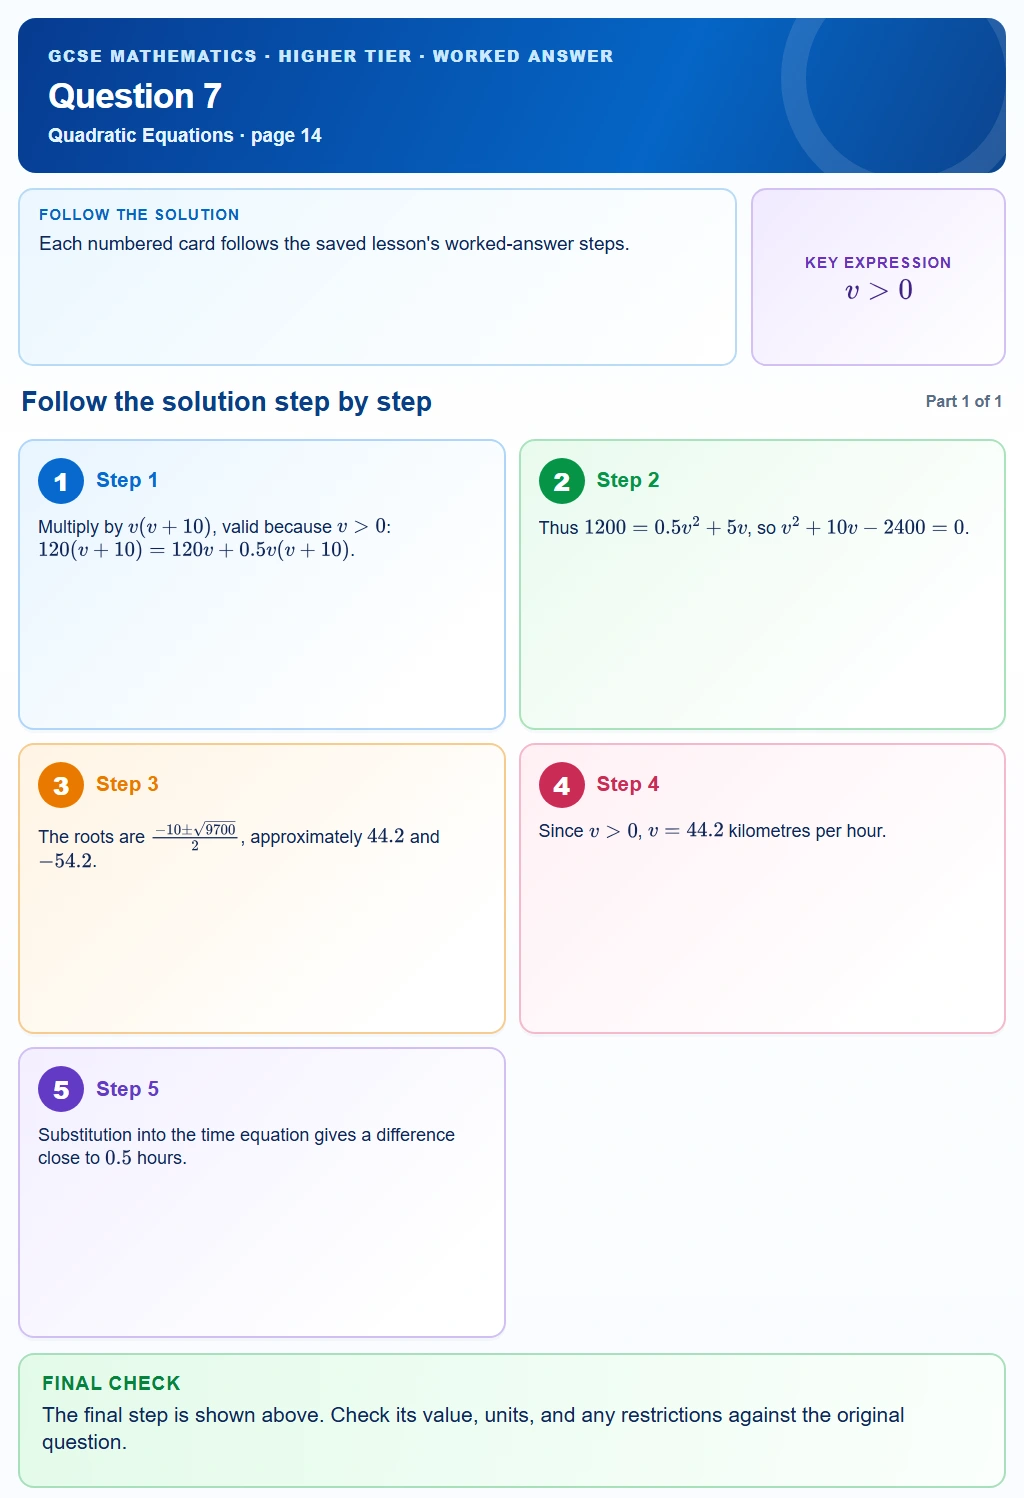 GCSE MATHEMATICS · HIGHER TIER · WORKED ANSWER
Question 7
Quadratic Equations · page 14
FOLLOW THE SOLUTION
Each numbered card follows the saved lesson's worked-answer steps.
KEY EXPRESSION
v > 0
Follow the solution step by step
Part 1 of 1
1 Step 1
Multiply by v(v + 10), valid because v > 0:
120(v + 10) = 120v + 0.5v(v + 10).
2 Step 2
Thus 1200 = 0.5v² + 5v, so v² + 10v − 2400 = 0.
3 Step 3
The roots are (−10±√9700)/2, approximately 44.2 and
−54.2.
4 Step 4
Since v > 0, v = 44.2 kilometres per hour.
5 Step 5
Substitution into the time equation gives a difference
close to 0.5 hours.
FINAL CHECK
The final step is shown above. Check its value, units, and any restrictions against the original
question.